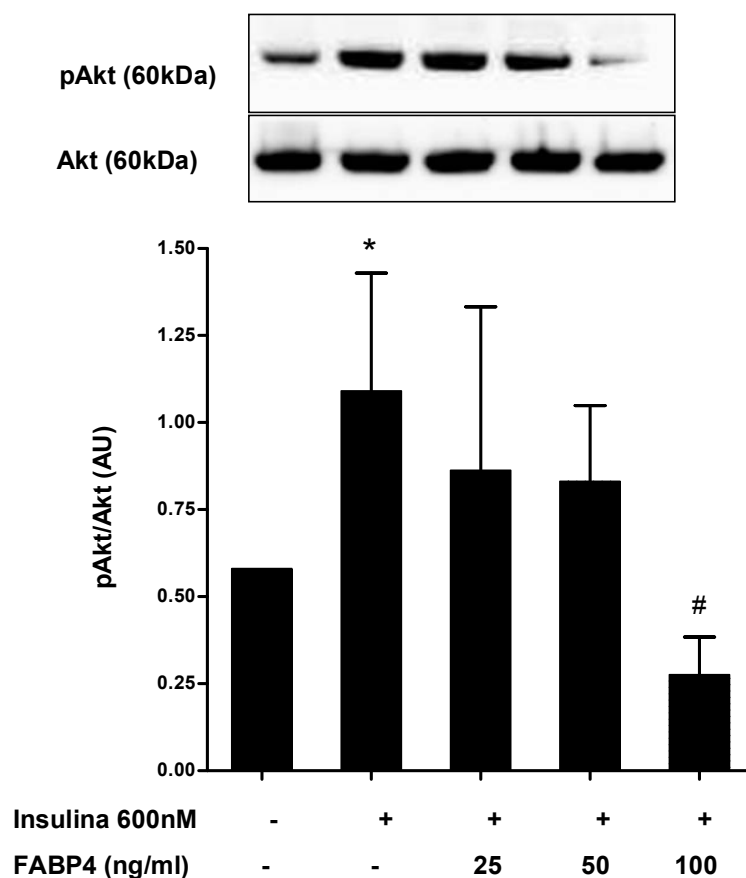 pAkt (60kDa)
Akt (60kDa)
pAkt/Akt (AU)
1.50
1.25
1.00
0.75
0.50
0.25
0.00
*
#
Insulina 600nM - + + + +
FABP4 (ng/ml) - - 25 50 100